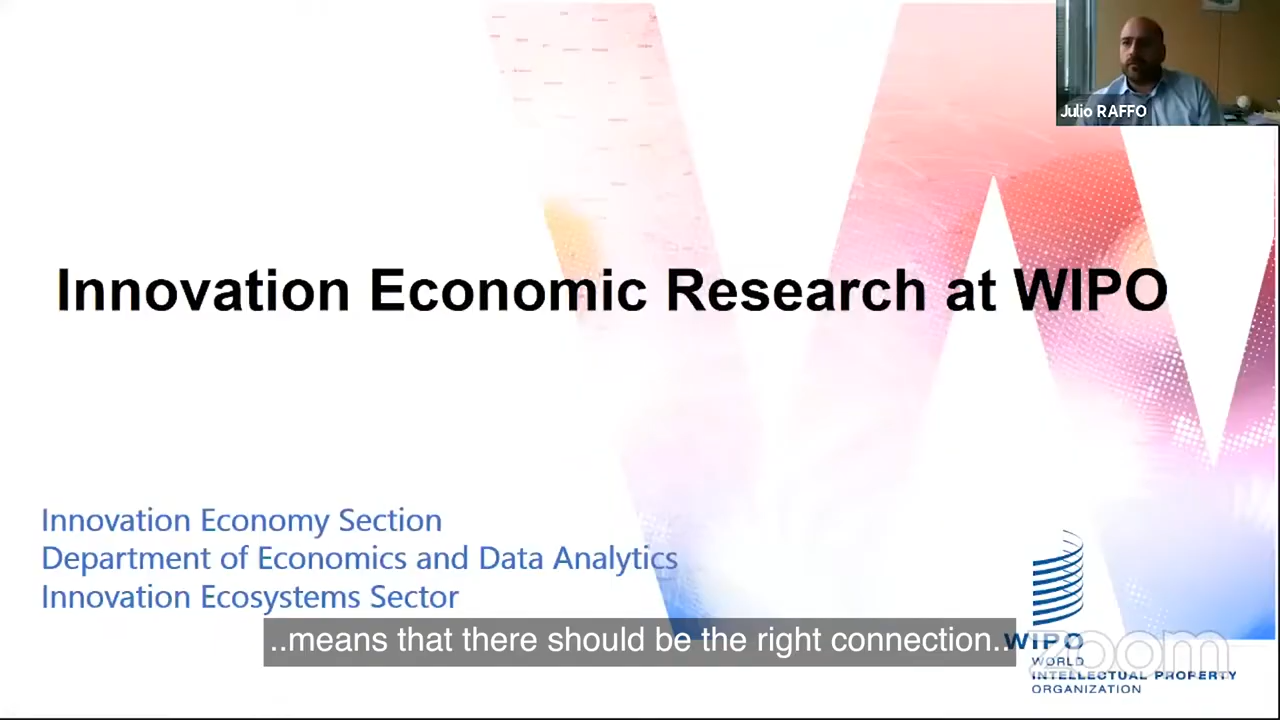 Julio RAFFO
Innovation Economic Research at WIPO
Innovation Economy Section
Department of Economics and Data Analytics
Innovation Ecosystems Sector
..means that there should be the right connection..
WIPO
zoom
WORLD
INTELLECTUAL PROPERTY
ORGANIZATION